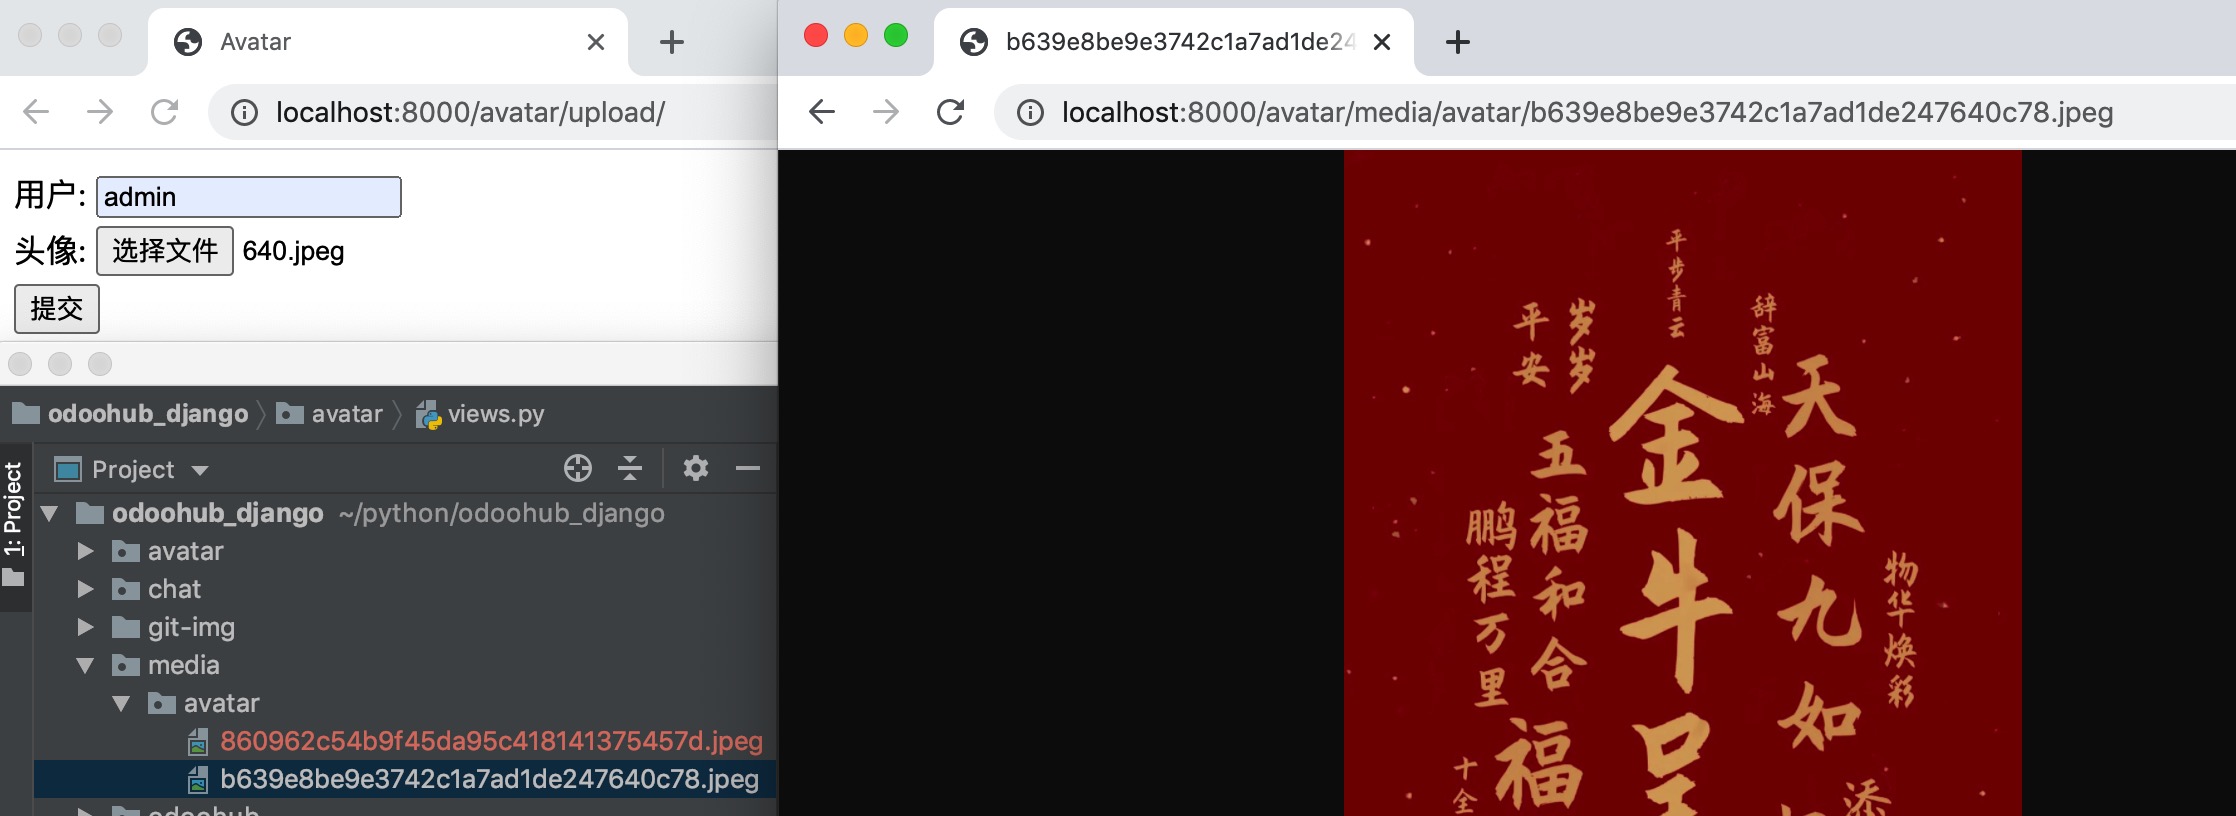 Avatar
localhost:8000/avatar/upload/
用户: admin
头像: 选择文件 640.jpeg
提交
odoohub_django
avatar
views.py
1: Project
Project
odoohub_django ~/python/odoohub_django
avatar
chat
git-img
media
avatar
860962c54b9f45da95c418141375457d.jpeg
b639e8be9e3742c1a7ad1de247640c78.jpeg
odoohub
b639e8be9e3742c1a7ad1de24
localhost:8000/avatar/media/avatar/b639e8be9e3742c1a7ad1de247640c78.jpeg
物华焕彩
天保九如
添
辞富山海
平步青云
金牛呈
岁岁
平安
五福和合
福
鹏程万里
十全